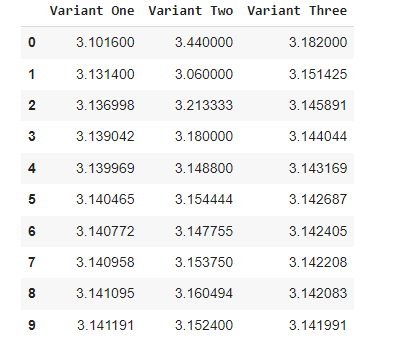 Variant One Variant Two Variant Three
0 3.101600 3.440000 3.182000
1 3.131400 3.060000 3.151425
2 3.136998 3.213333 3.145891
3 3.139042 3.180000 3.144044
4 3.139969 3.148800 3.143169
5 3.140465 3.154444 3.142687
6 3.140772 3.147755 3.142405
7 3.140958 3.153750 3.142208
8 3.141095 3.160494 3.142083
9 3.141191 3.152400 3.141991